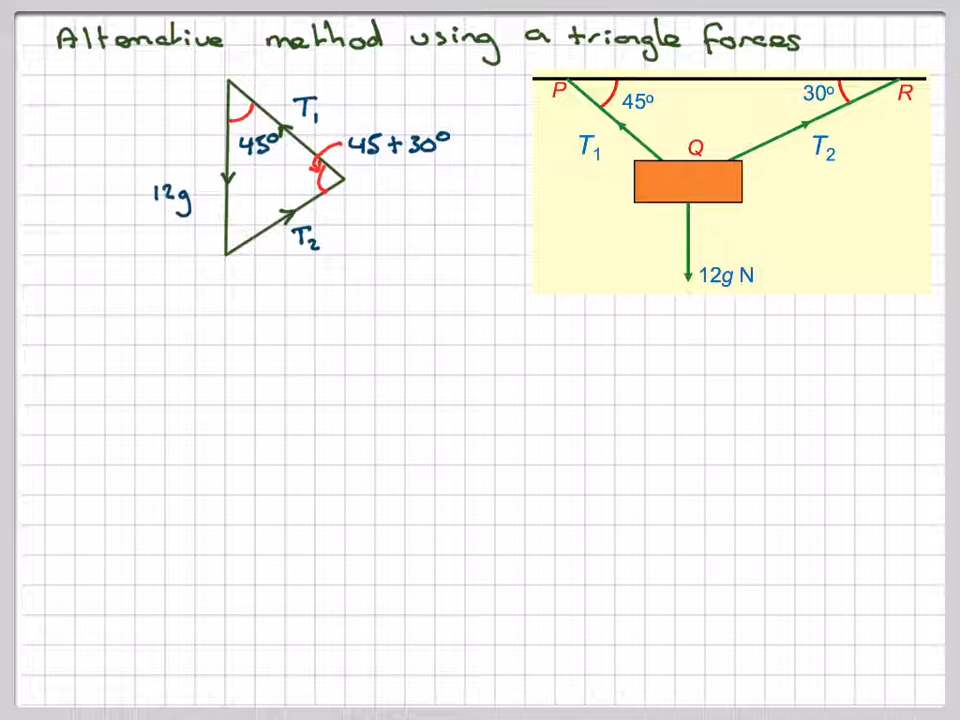 Alternative method using a triangle forces
T1
45°
45+30°
12g
T2
P 45° 30° R
T1 Q T2
12g N